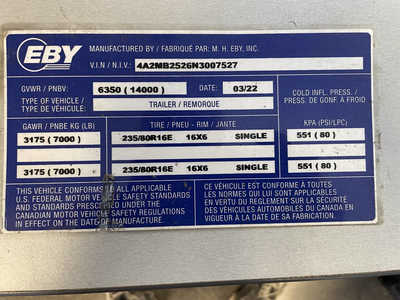 EBY
MANUFACTURED BY / FABRIQUÉ PAR: M. H. EBY, INC.
V.I.N / N.I.V.: 4A2MB2S26N3007527
GVWR / PNBV: 6350 (14000) DATE: 03/22
TYPE OF VEHICLE / TYPE DE VÉHICULE: TRAILER / REMORQUE
COLD INFL. PRESS. / PRESS. DE GONF. À FROID
GAWR / PNBE KG (LB) TIRE / PNEU - RIM / JANTE KPA (PSI/LPC)
3175 (7000) 235/80R16E 16X6 SINGLE 551 (80)
3175 (7000) 235/80R16E 16X6 SINGLE 551 (80)
THIS VEHICLE CONFORMS TO ALL APPLICABLE
U.S. FEDERAL MOTOR VEHICLE SAFETY STANDARDS
AND STANDARDS PRESCRIBED UNDER THE
CANADIAN MOTOR VEHICLE SAFETY REGULATIONS
IN EFFECT ON THE DATE OF MANUFACTURE.
CE VÉHICULE EST CONFORME À TOUTES
LES NORMES QUI LUI SONT APPLICABLES
EN VERTU DU RÈGLEMENT SUR LA SÉCURITÉ
DES VÉHICULES AUTOMOBILES DU CANADA EN
VIGUEUR À LA DATE DE SA FABRICATION.